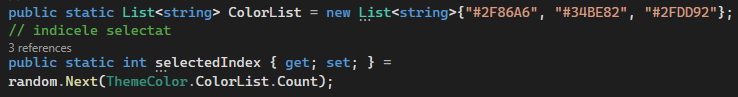 public static List<string> ColorList = new List<string>{"#2F86A6", "#34BE82", "#2FDD92"};
// indicele selectat
3 references
public static int selectedIndex { get; set; } =
random.Next(ThemeColor.ColorList.Count);